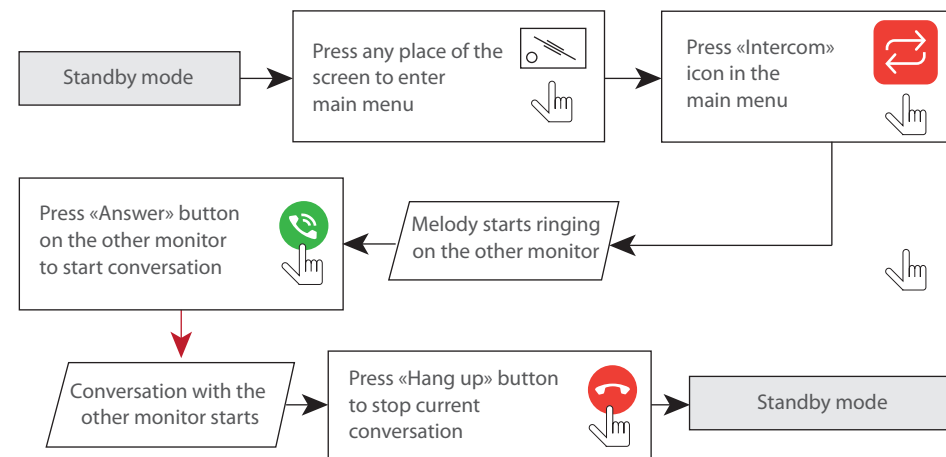 Standby mode
Press any place of the
screen to enter
main menu
Press «Intercom»
icon in the
main menu
Press «Answer» button
on the other monitor
to start conversation
Melody starts ringing
on the other monitor
Conversation with the
other monitor starts
Press «Hang up» button
to stop current
conversation
Standby mode